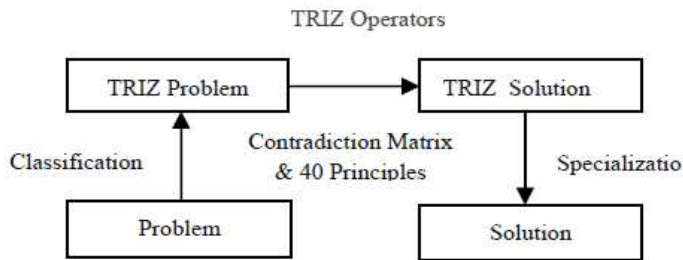 TRIZ Operators
TRIZ Problem
TRIZ Solution
Contradiction Matrix
& 40 Principles
Classification
Specializatio
Problem
Solution